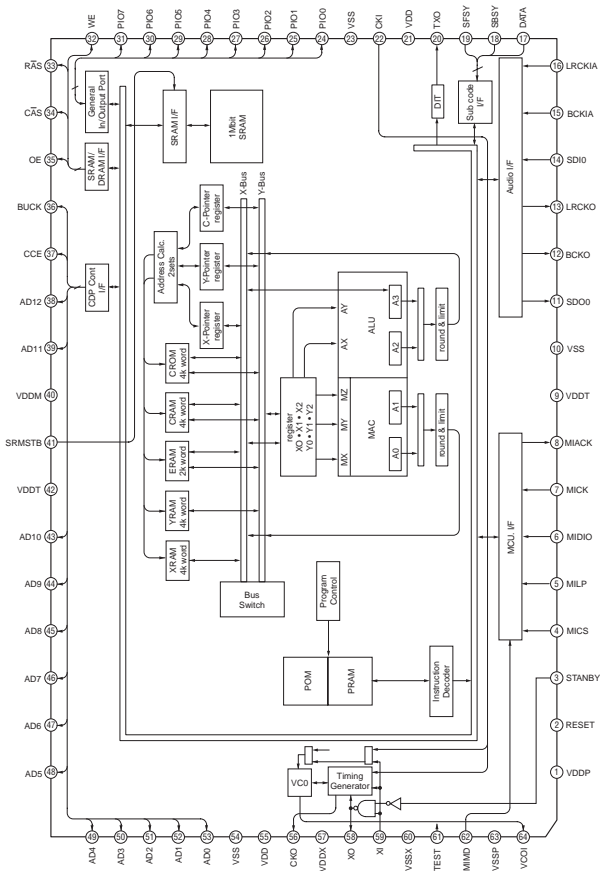 WE
PIO7
PIO6
PIO5
PIO4
PIO3
PIO2
PIO1
PIO0
VSS
CKI
VDD
TXO
SFSY
SBSY
DATA
32
31
30
29
28
27
26
25
24
23
22
21
20
19
18
17
RAS 33
CAS 34
OE 35
BUCK 36
CCE 37
AD12 38
AD11 39
VDDM 40
SRMSTB 41
VDDT 42
AD10 43
AD9 44
AD8 45
AD7 46
AD6 47
AD5 48
16 LRCKIA
15 BCKIA
14 SDI0
13 LRCKO
12 BCKO
11 SDO0
10 VSS
9 VDDT
8 MIACK
7 MICK
6 MIDIO
5 MILP
4 MICS
3 STANBY
2 RESET
1 VDDP
General
In/Output Port
SRAM/
DRAM I/F
CDP Cont
I/F
SRAM I/F
1Mbit
SRAM
DIT
Sub code
I/F
Audio I/F
MCU. I/F
X-Bus
Y-Bus
Address Calc.
2sets
C-Pointer
register
Y-Pointer
register
X-Pointer
register
CROM
4k word
CRAM
4k word
ERAM
2k word
YRAM
4k word
XRAM
4k word
Bus
Switch
register
XO • X1 • X2
Y0 • Y1 • Y2
AY
AX
ALU
A3
A2
MZ
MY
MX
MAC
A1
A0
round & limit
round & limit
Program
Control
POM
PRAM
Instruction
Decoder
VC0
Timing
Generator
49
50
51
52
53
54
55
56
57
58
59
60
61
62
63
64
AD4
AD3
AD2
AD1
AD0
VSS
VDD
CKO
VDDX
XO
XI
VSSX
TEST
MIMD
VSSP
VCOI